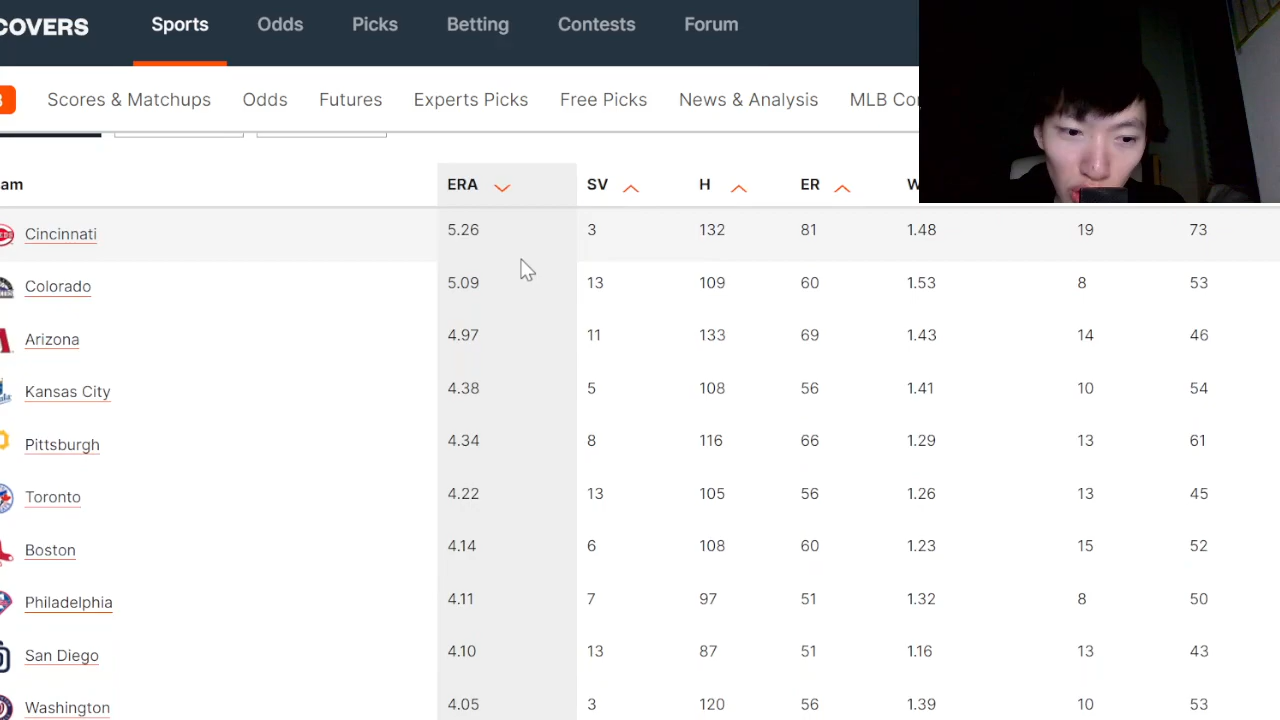 COVERS Sports Odds Picks Betting Contests Forum
Scores & Matchups Odds Futures Experts Picks Free Picks News & Analysis MLB
ERA SV H ER
Cincinnati 5.26 3 132 81 1.48 19 73
Colorado 5.09 13 109 60 1.53 8 53
Arizona 4.97 11 133 69 1.43 14 46
Kansas City 4.38 5 108 56 1.41 10 54
Pittsburgh 4.34 8 116 66 1.29 13 61
Toronto 4.22 13 105 56 1.26 13 45
Boston 4.14 6 108 60 1.23 15 52
Philadelphia 4.11 7 97 51 1.32 8 50
San Diego 4.10 13 87 51 1.16 13 43
Washington 4.05 3 120 56 1.39 10 53